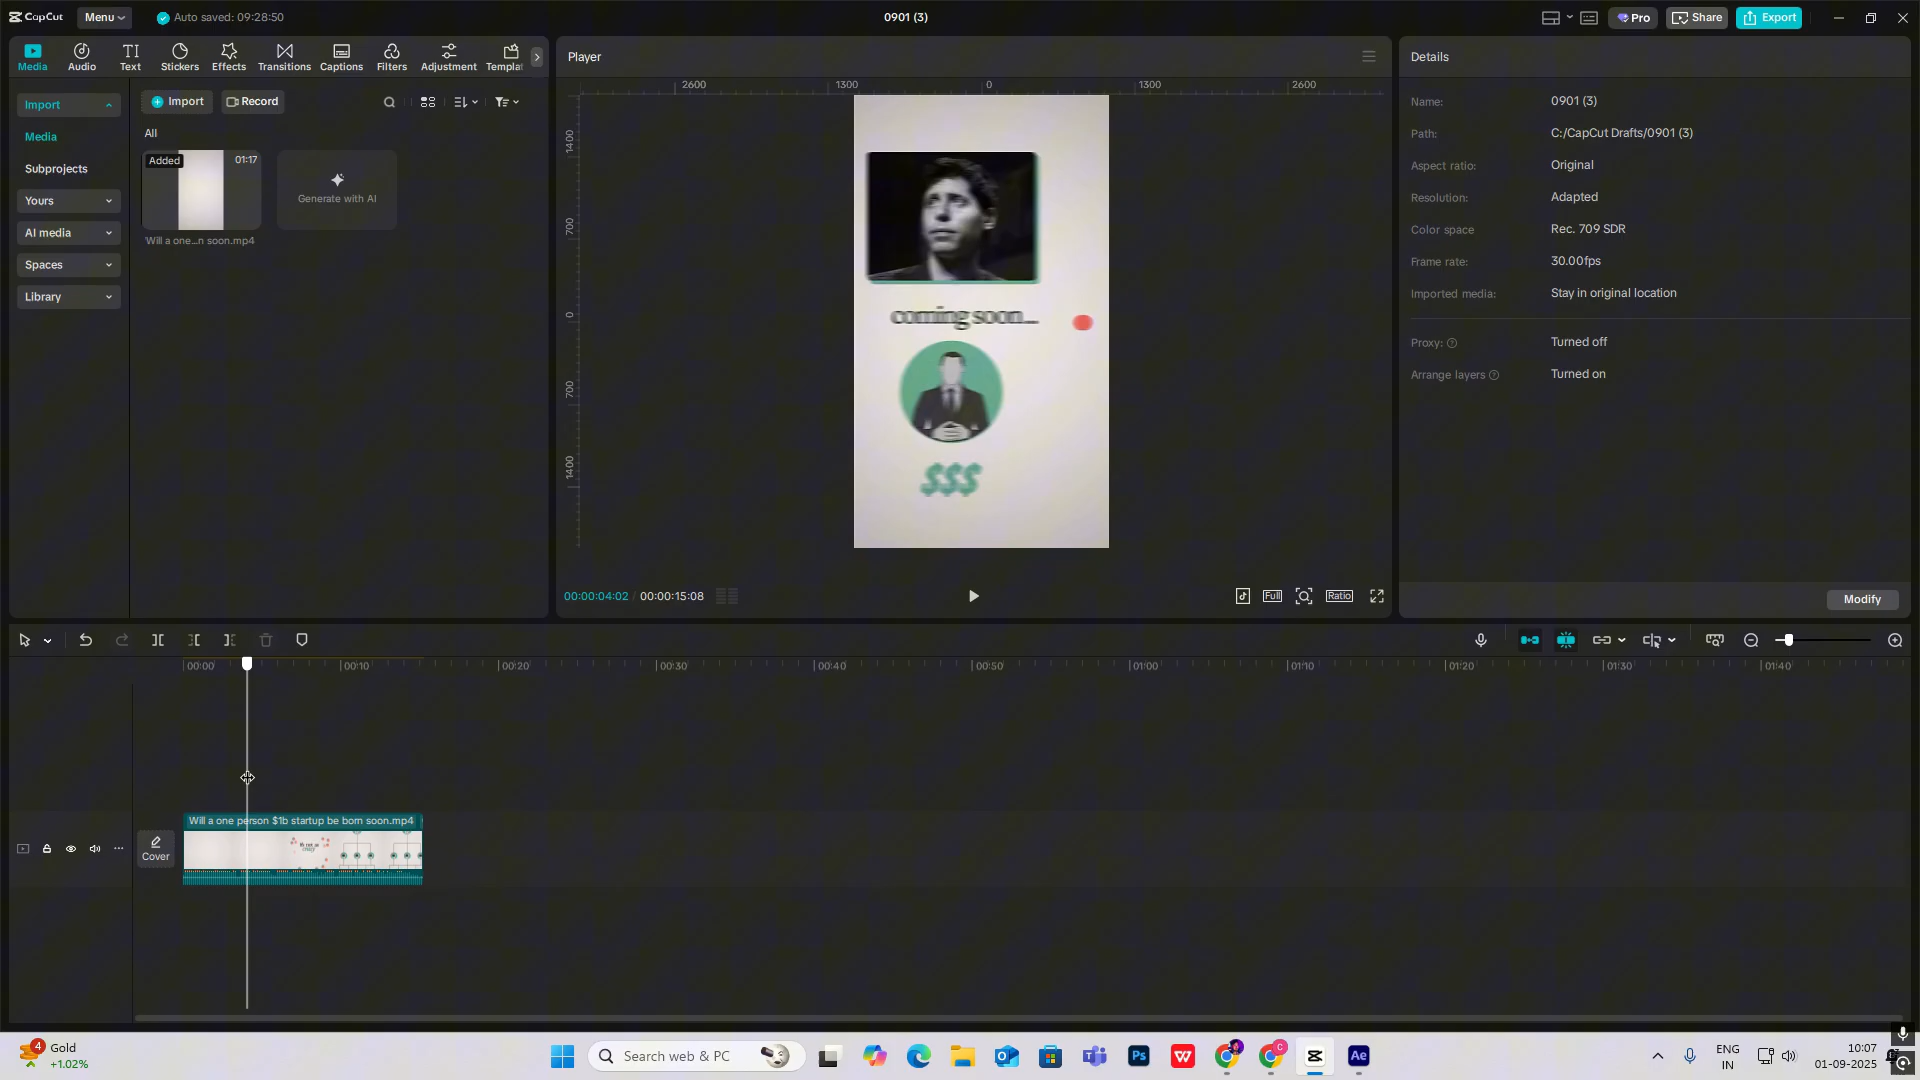 CapCut
Menu
Auto saved: 09:28:50
0901 (3)
Pro
Share
Export
Media
Audio
Text
Stickers
Effects
Transitions
Captions
Filters
Adjustment
Templat
Player
Details
Import
Media
Subprojects
Yours
AI media
Spaces
Library
Import
Record
All
Added
01:17
Will a one...n soon.mp4
Generate with AI
2600
1300
0
1300
2600
1400
700
0
700
1400
coming soon...
$$$
00:00:04:02 / 00:00:15:08
Full
Ratio
Name: 0901 (3)
Path: C:/CapCut Drafts/0901 (3)
Aspect ratio: Original
Resolution: Adapted
Color space Rec. 709 SDR
Frame rate: 30.00fps
Imported media: Stay in original location
Proxy: Turned off
Arrange layers Turned on
Modify
00:00
00:10
00:20
00:30
00:40
00:50
01:00
01:10
01:20
01:30
01:40
Cover
Will a one person $1b startup be born soon.mp4
4
Gold
+1.02%
Search web & PC
Ps
W
C
Ae
ENG
IN
10:07
01-09-2025